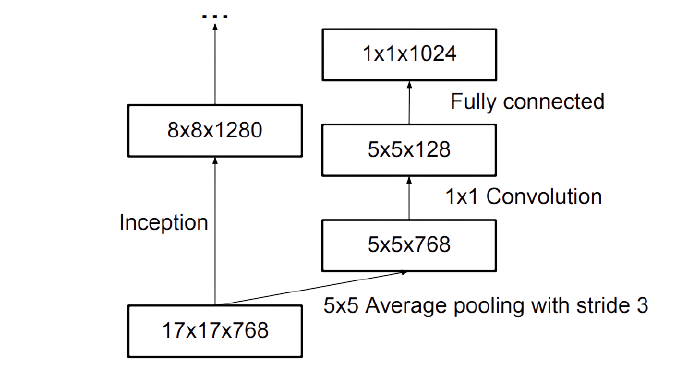 ...
1x1x1024
Fully connected
8x8x1280
5x5x128
1x1 Convolution
Inception
5x5x768
5x5 Average pooling with stride 3
17x17x768